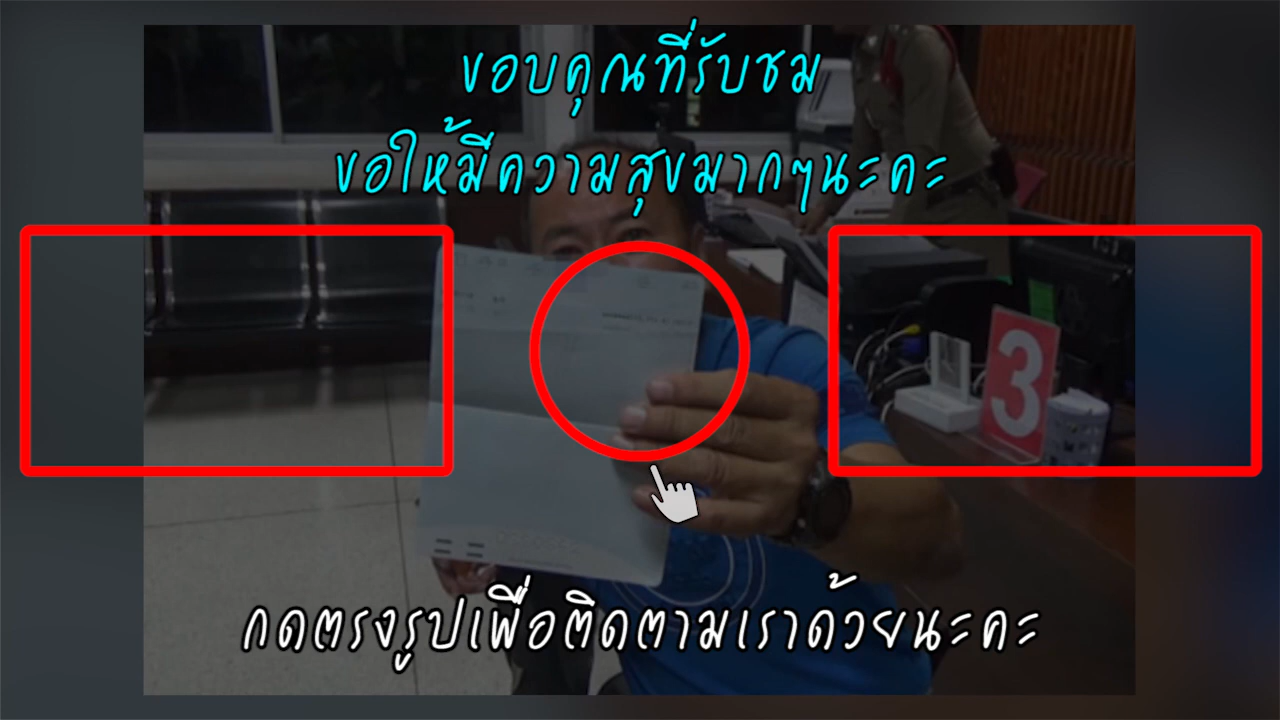 ขอบคุณที่รับชม
ขอให้มีความสุขมากๆนะคะ
3
กดตรงรูปเพื่อติดตามเราด้วยนะคะ